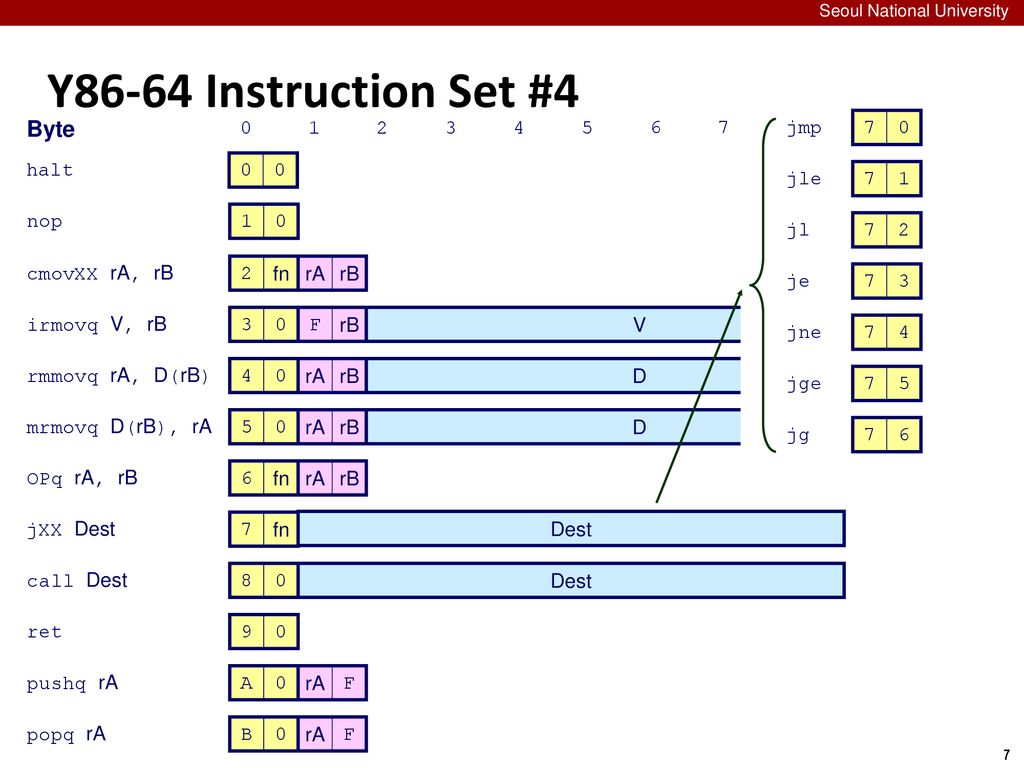 Seoul National University
Y86-64 Instruction Set #4
Byte 0 1 2 3 4 5 6 7
halt 0 0
nop 1 0
cmovXX rA, rB 2 fn rA rB
irmovq V, rB 3 0 F rB V
rmmovq rA, D(rB) 4 0 rA rB D
mrmovq D(rB), rA 5 0 rA rB D
OPq rA, rB 6 fn rA rB
jXX Dest 7 fn Dest
call Dest 8 0 Dest
ret 9 0
pushq rA A 0 rA F
popq rA B 0 rA F
jmp 7 0
jle 7 1
jl 7 2
je 7 3
jne 7 4
jge 7 5
jg 7 6
7